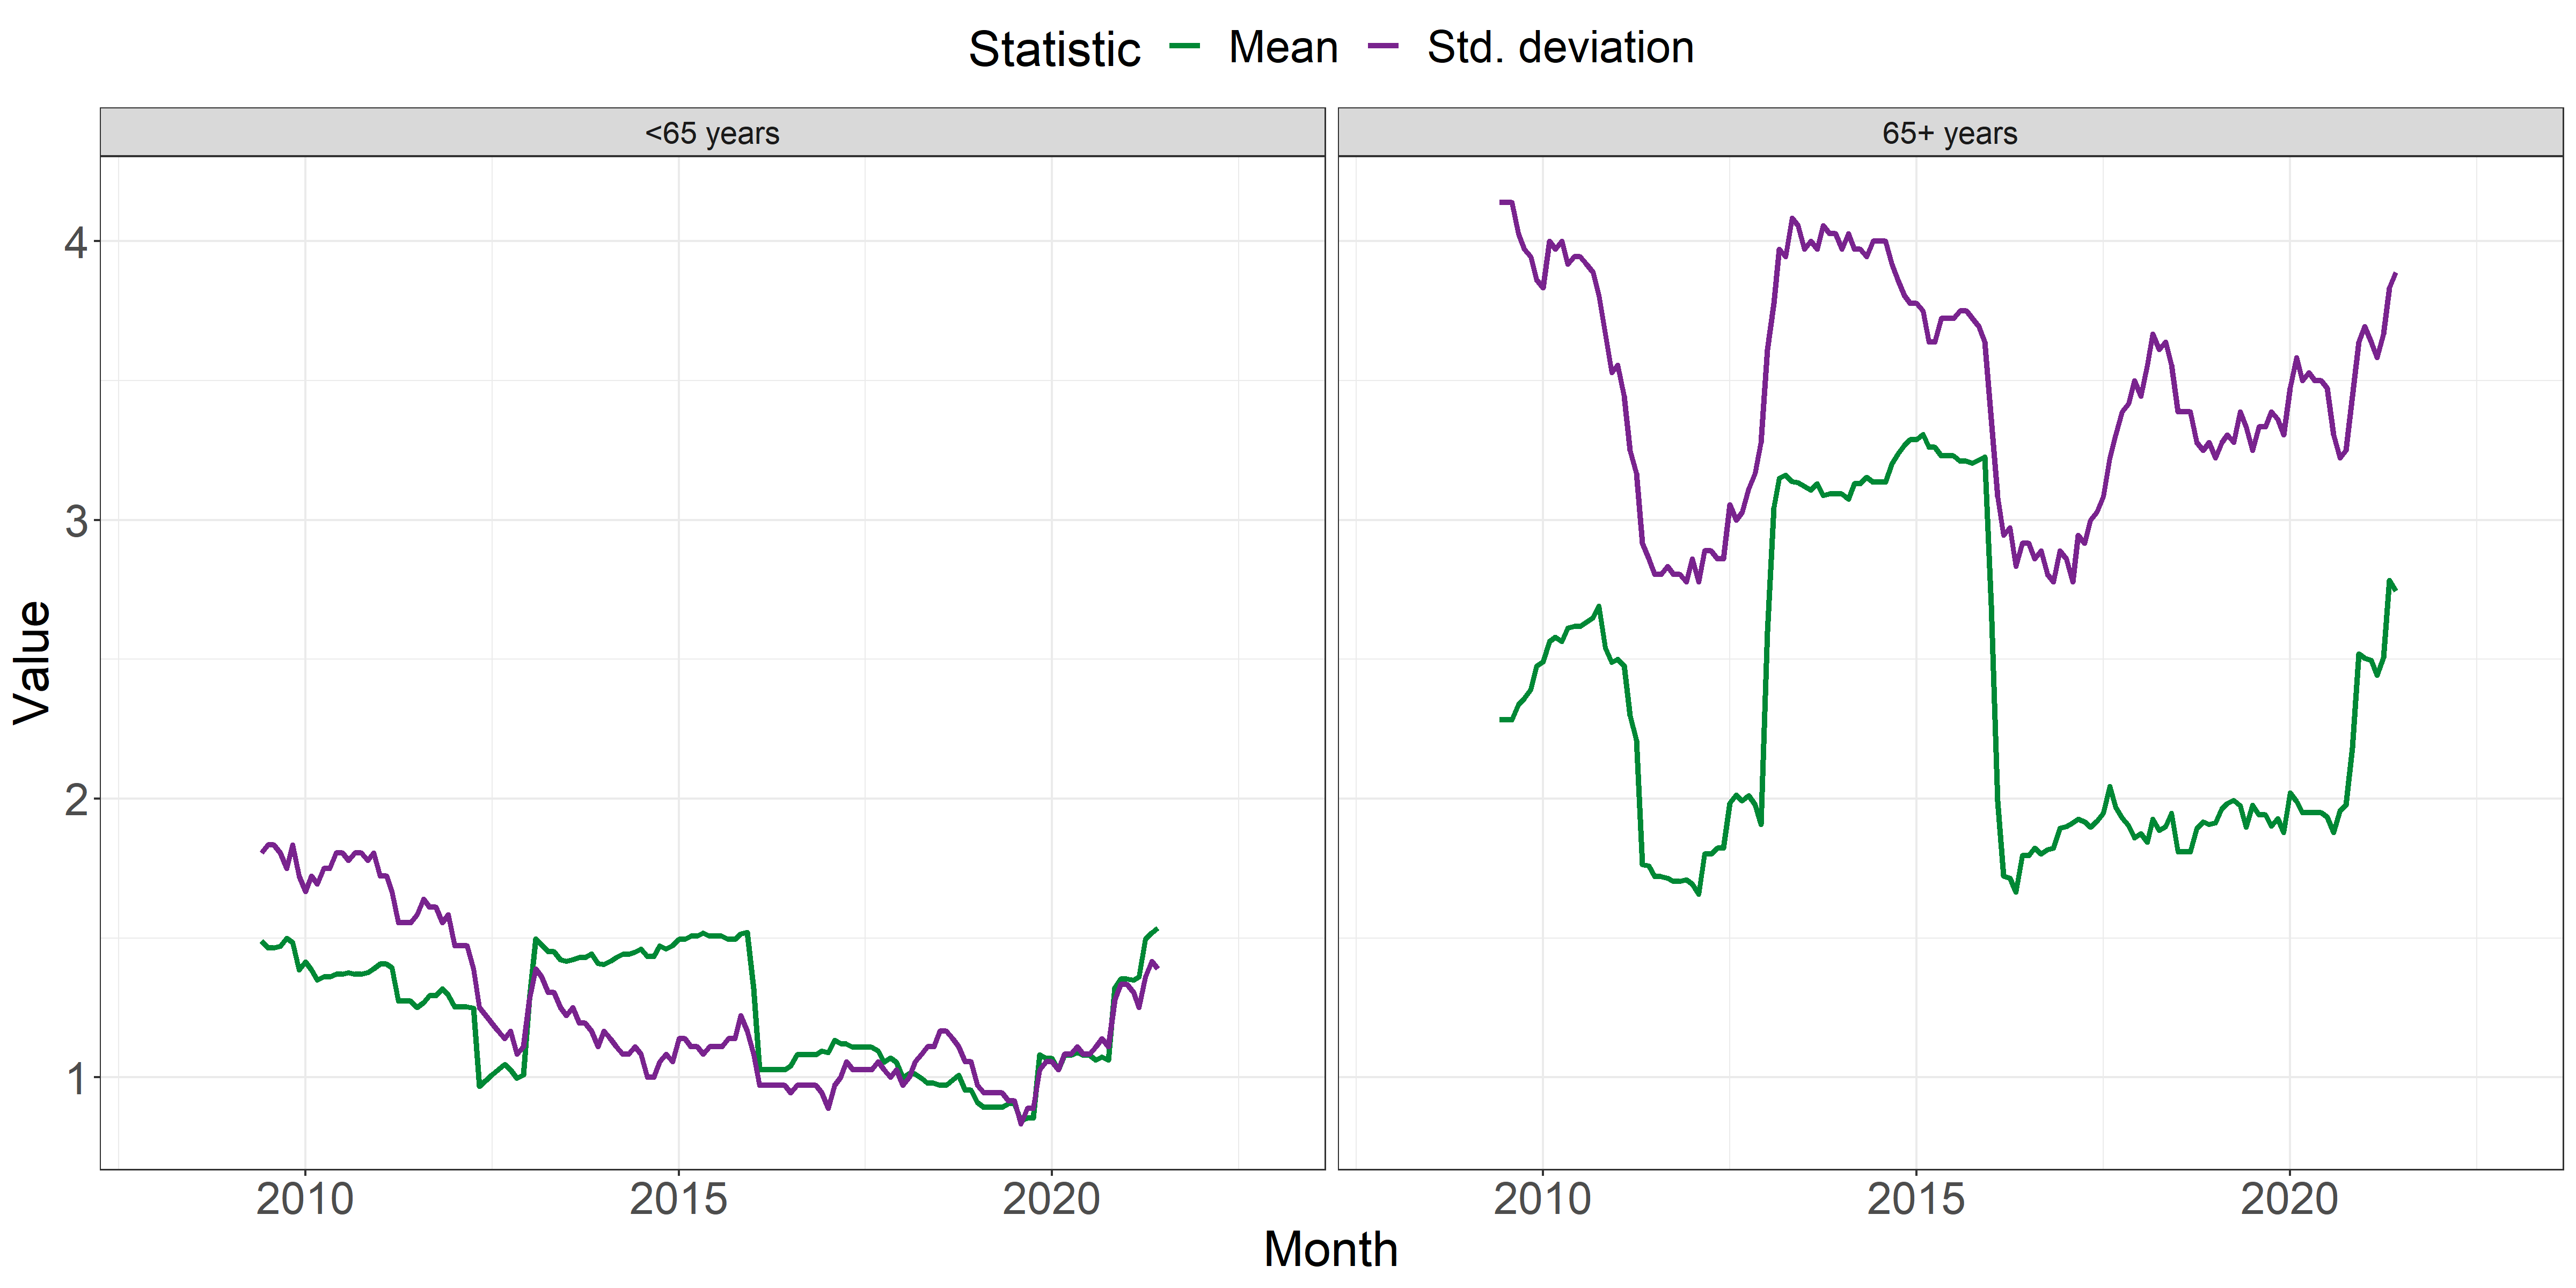 Statistic Mean Std. deviation
<65 years 65+ years
4
3
2
1
Value
2010 2015 2020 2010 2015 2020
Month